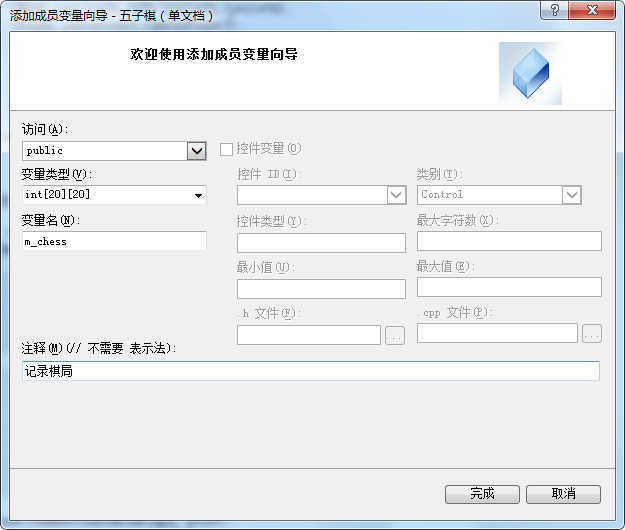 添加成员变量向导 - 五子棋（单文档）
欢迎使用添加成员变量向导
访问(A):
public
控件变量(O)
变量类型(V):
控件 ID(I):
类别(T):
int[20][20]
Control
变量名(N):
控件类型(Y):
最大字符数(X):
m_chess
最小值(U):
最大值(E):
.h 文件(F):
.cpp 文件(P):
...
...
注释(M)(// 不需要 表示法):
记录棋局
完成
取消